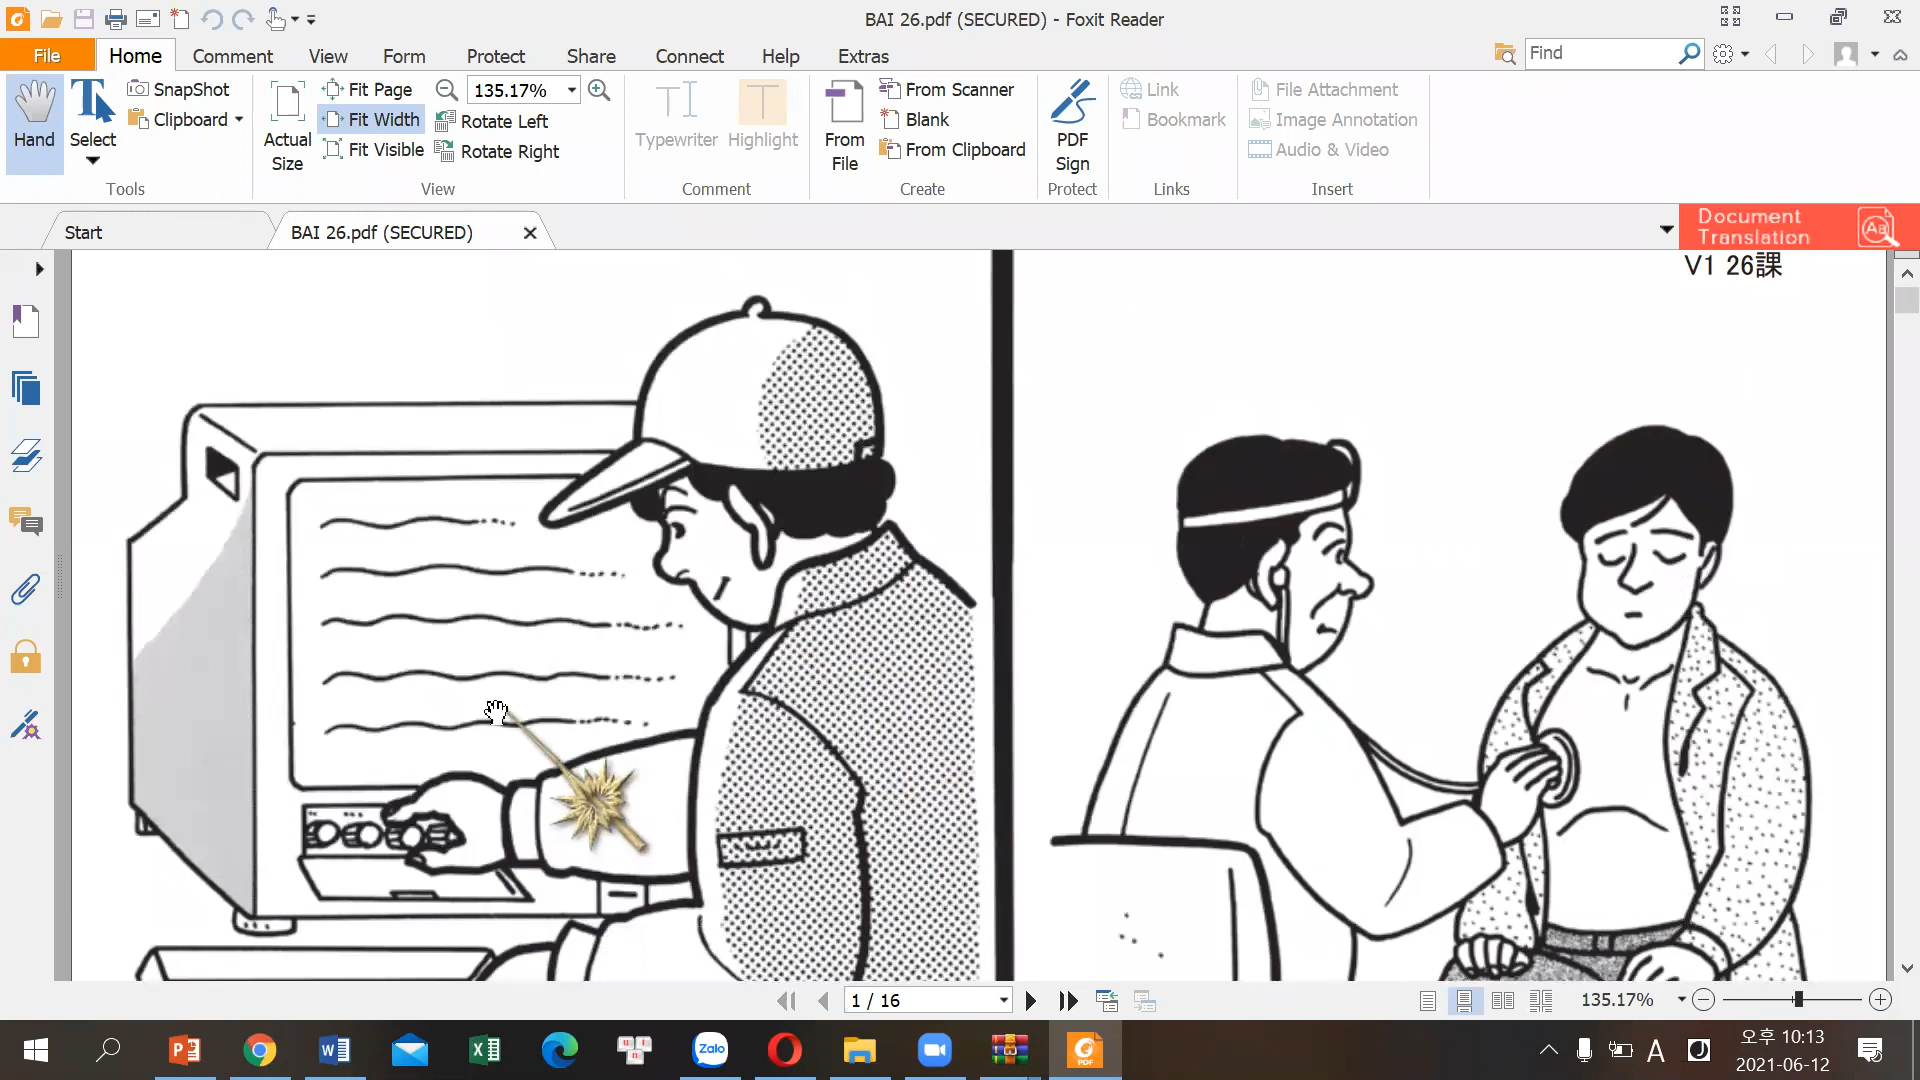 BAI 26.pdf (SECURED) - Foxit Reader
File Home Comment View Form Protect Share Connect Help Extras
Find
Hand
Select
SnapShot
Clipboard
Tools
Actual Size
Fit Page
Fit Width
Fit Visible
135.17%
Rotate Left
Rotate Right
View
Typewriter
Highlight
Comment
From File
From Scanner
Blank
From Clipboard
Create
PDF Sign
Protect
Link
Bookmark
Links
File Attachment
Image Annotation
Audio & Video
Insert
Start
BAI 26.pdf (SECURED)
Document
Translation
V1 26課
1 / 16
135.17%
Zalo
PDF
A
오후 10:13
2021-06-12